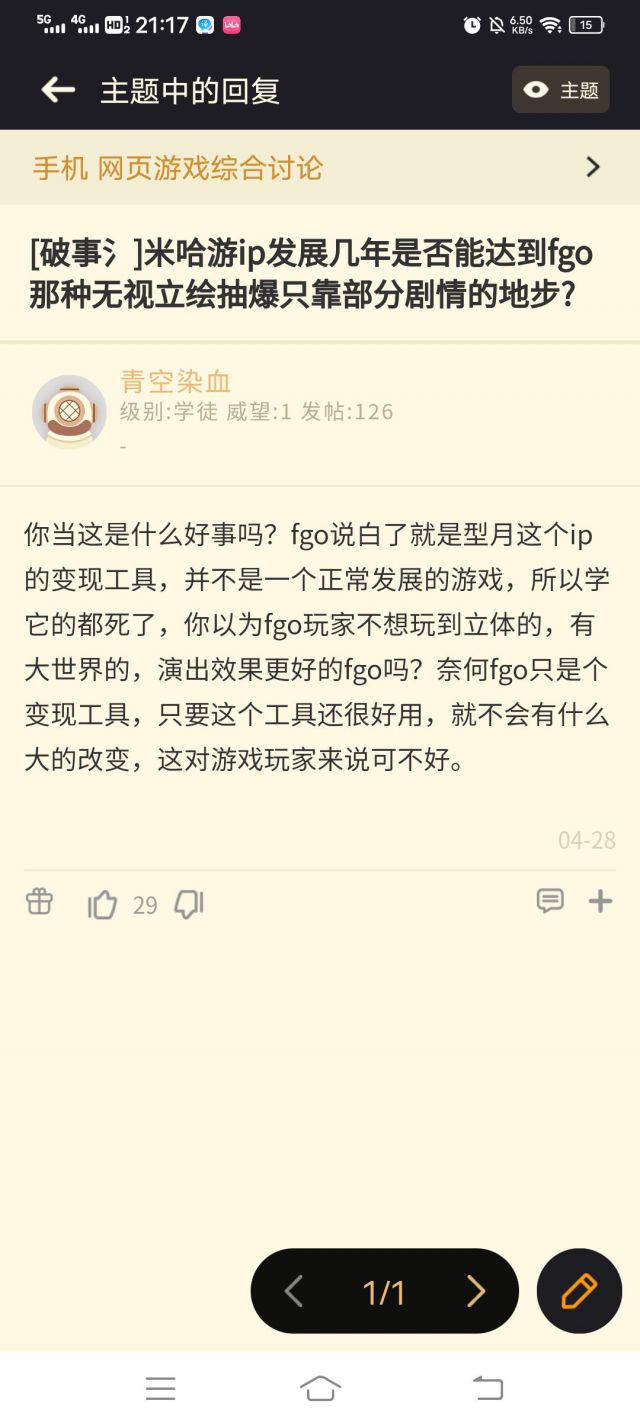 5G 4G HD 1 2 21:17 6.50 KB/s 15
主题中的回复 主题
手机 网页游戏综合讨论
[破事氵]米哈游ip发展几年是否能达到fgo
那种无视立绘抽爆只靠部分剧情的地步?
青空染血
级别:学徒 威望:1 发帖:126
-
你当这是什么好事吗？fgo说白了就是型月这个ip
的变现工具，并不是一个正常发展的游戏，所以学
它的都死了，你以为fgo玩家不想玩到立体的，有
大世界的，演出效果更好的fgo吗？奈何fgo只是个
变现工具，只要这个工具还很好用，就不会有什么
大的改变，这对游戏玩家来说可不好。
04-28
29
1/1